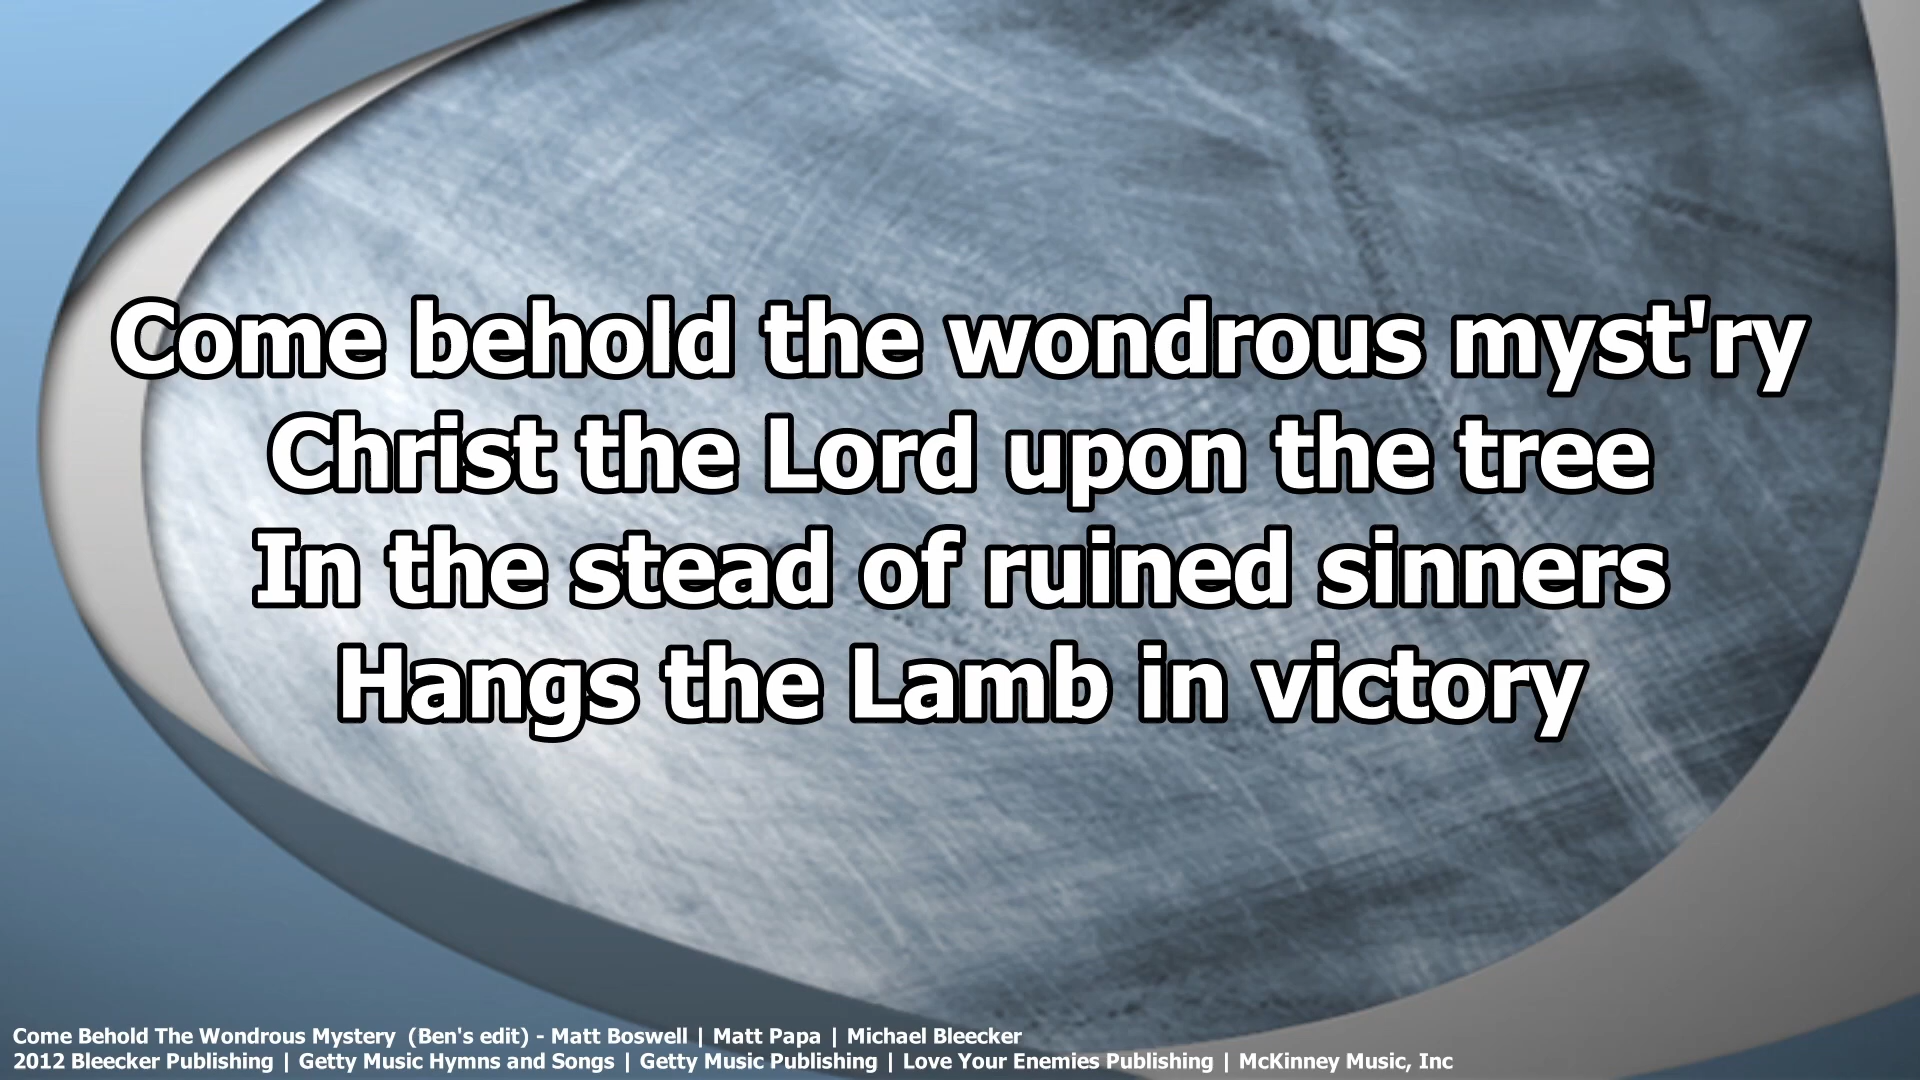 Come behold the wondrous myst'ry
Christ the Lord upon the tree
In the stead of ruined sinners
Hangs the Lamb in victory
Come Behold The Wondrous Mystery  (Ben's edit) - Matt Boswell | Matt Papa | Michael Bleecker
2012 Bleecker Publishing | Getty Music Hymns and Songs | Getty Music Publishing | Love Your Enemies Publishing | McKinney Music, Inc